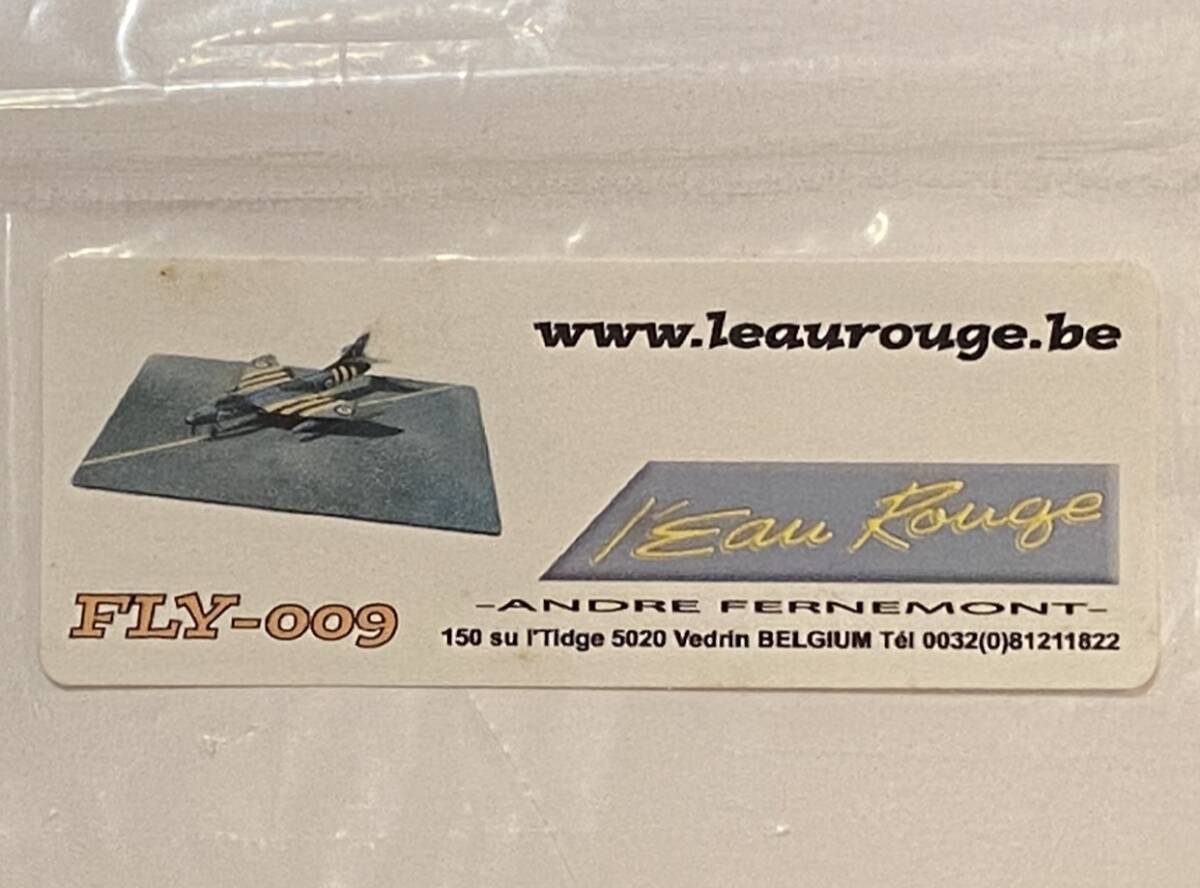 www.leaurouge.be
l'Eau Rouge
FLY-009
-ANDRE FERNEMONT-
150 su l'Tidge 5020 Vedrin BELGIUM Tél 0032(0)81211822